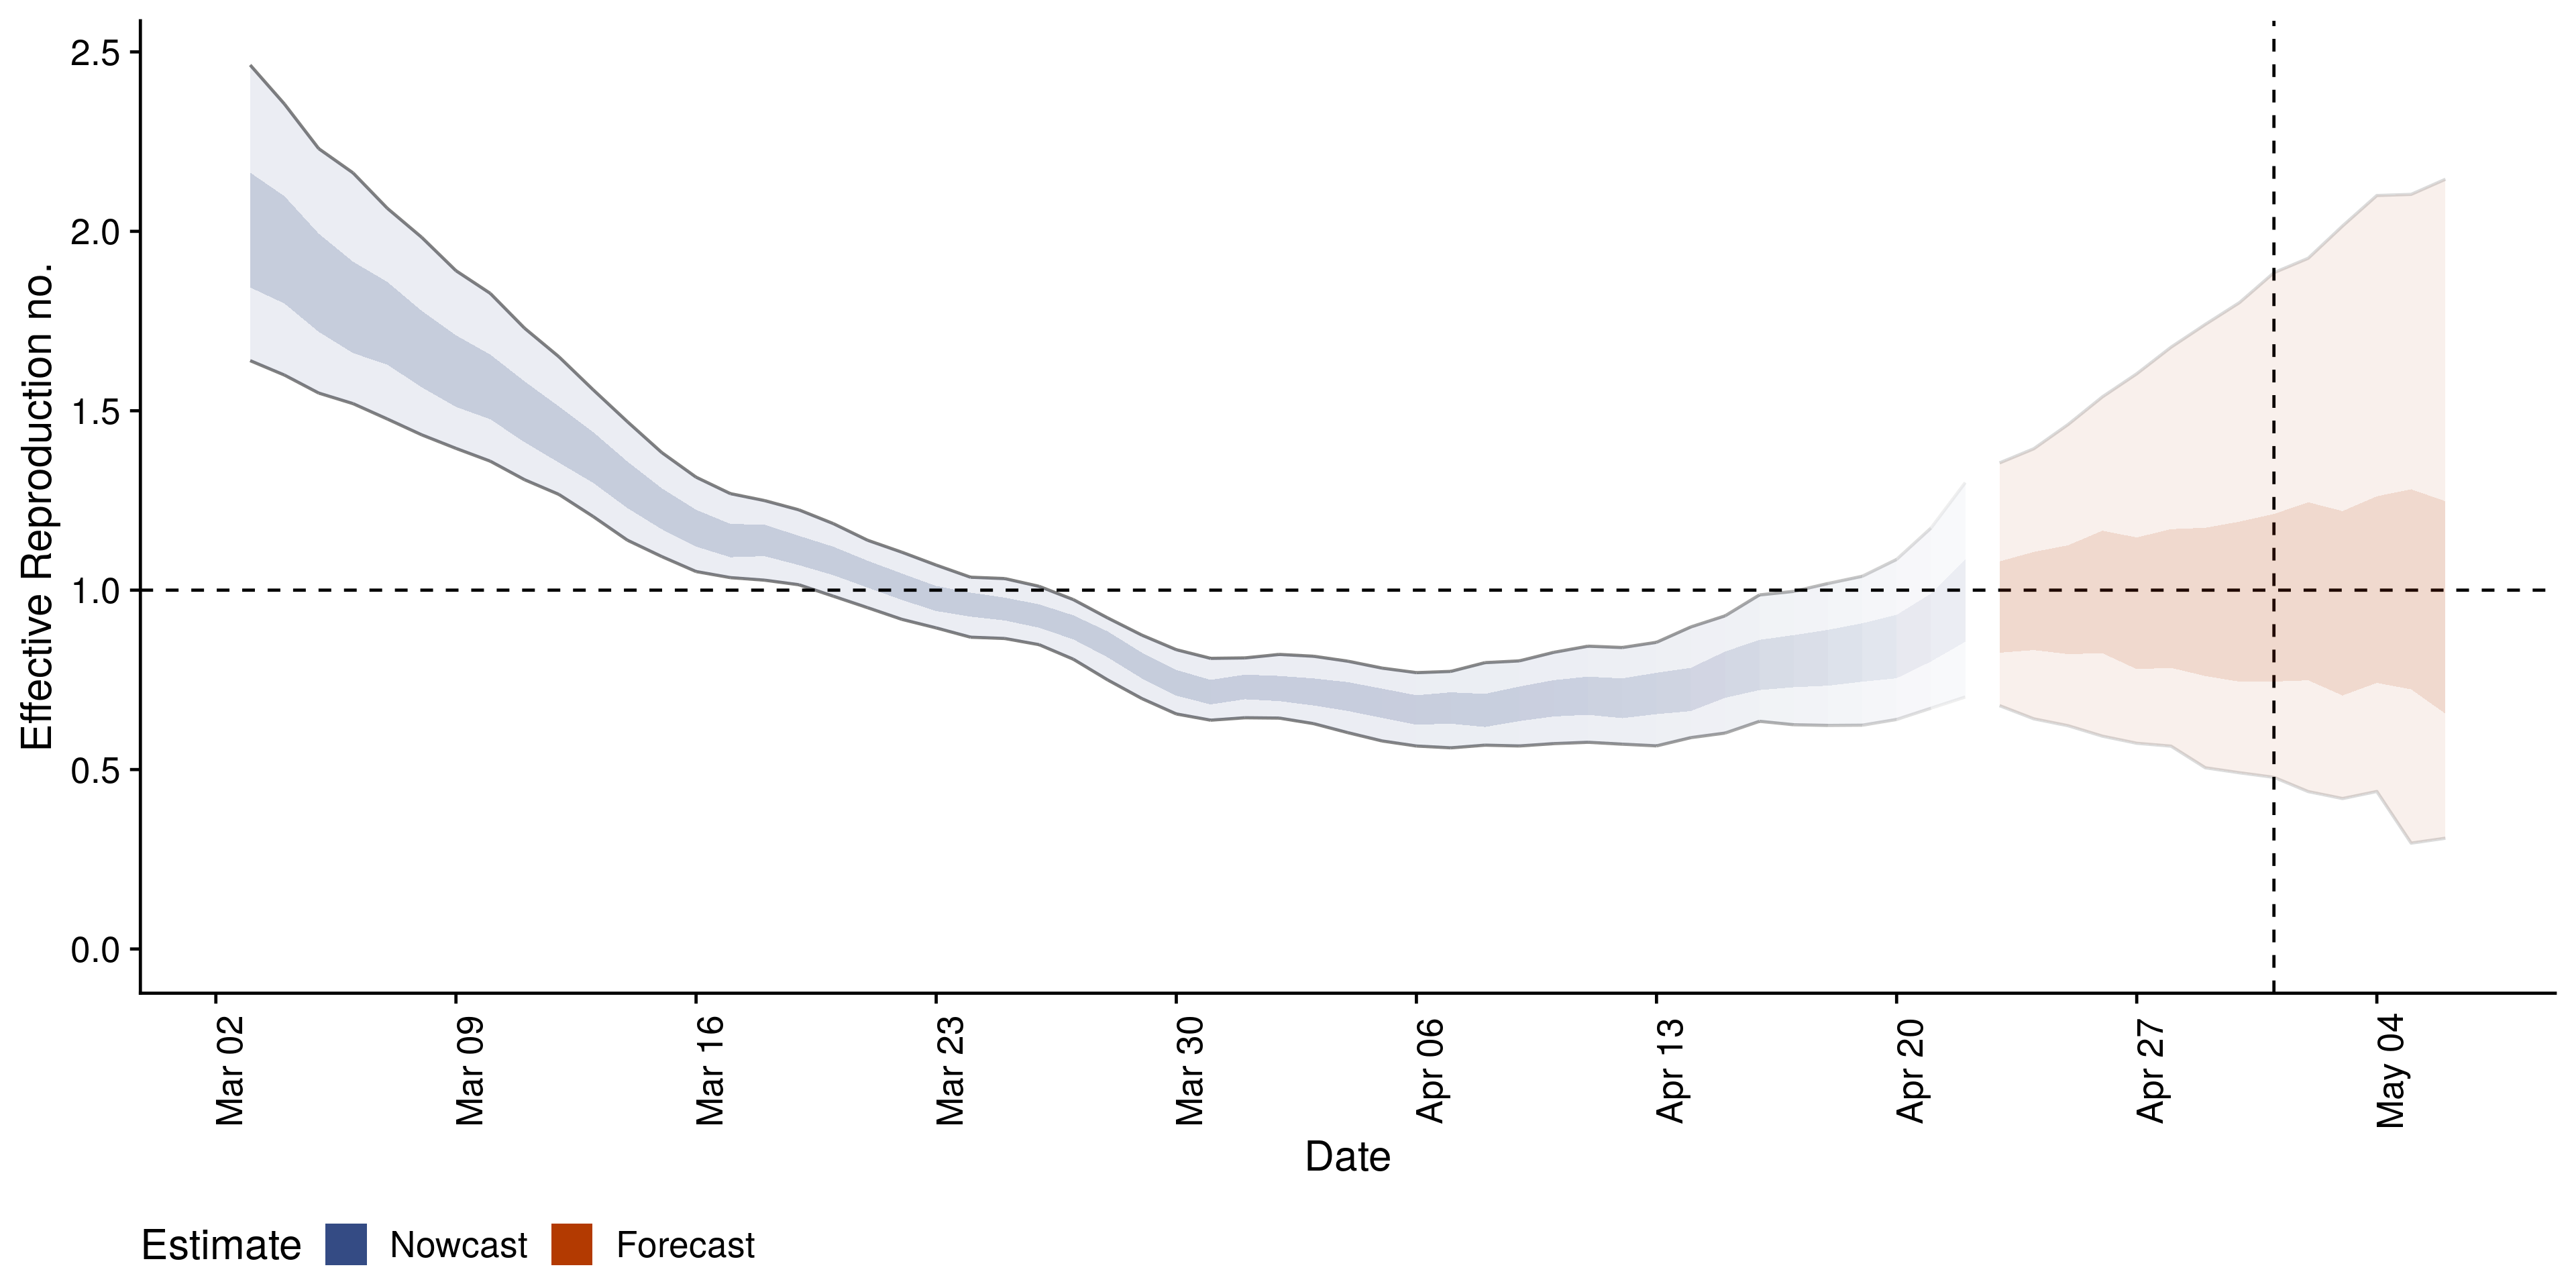 Effective Reproduction no.
2.5
2.0
1.5
1.0
0.5
0.0
Mar 02
Mar 09
Mar 16
Mar 23
Mar 30
Apr 06
Apr 13
Apr 20
Apr 27
May 04
Date
Estimate Nowcast Forecast